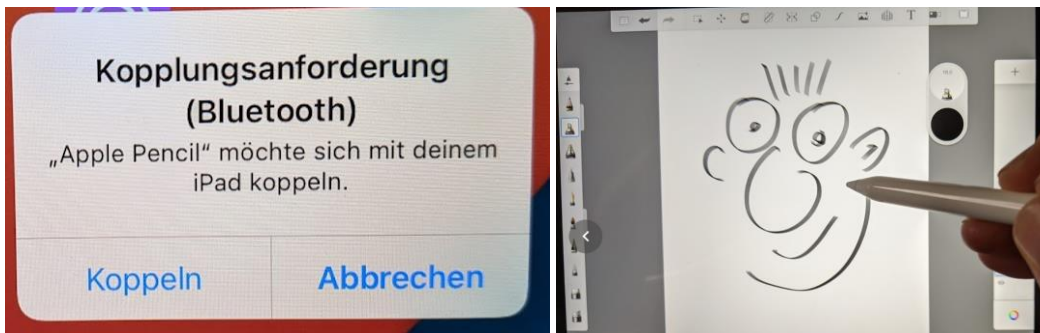 Kopplungsanforderung
(Bluetooth)
„Apple Pencil“ möchte sich mit deinem
iPad koppeln.
Koppeln
Abbrechen
T